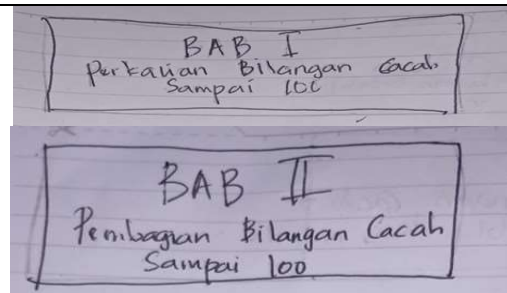 BAB I
Perkalian Bilangan Cacah
Sampai 100
BAB II
Pembagian Bilangan Cacah
Sampai 100